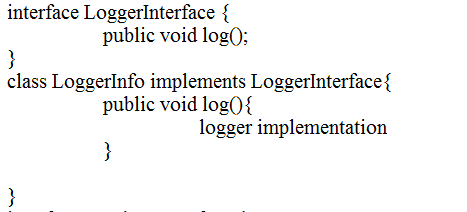 interface LoggerInterface {
public void log();
}
class LoggerInfo implements LoggerInterface{
public void log(){
logger implementation
}
}